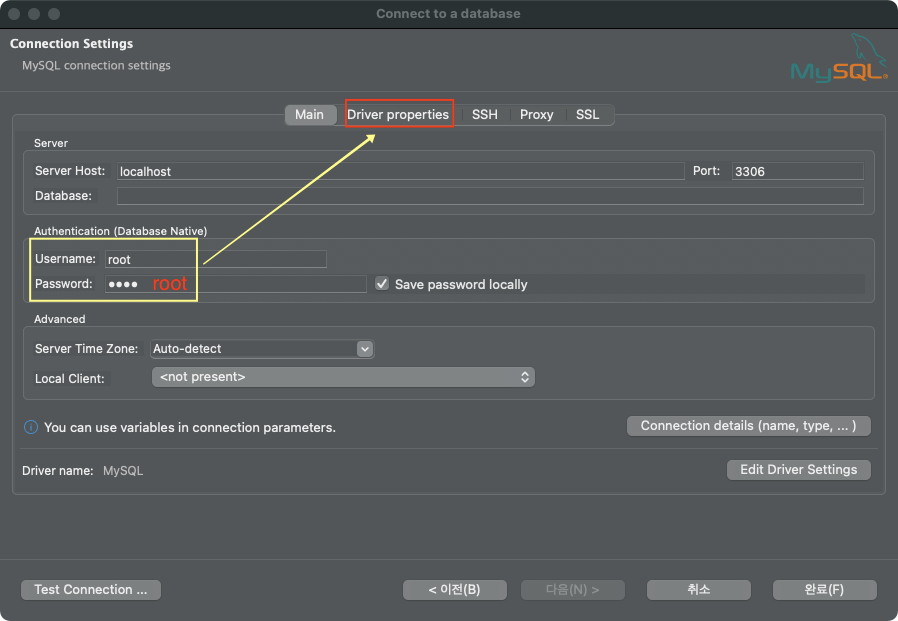 Connect to a database
Connection Settings
MySQL connection settings
MySQL®
Main Driver properties SSH Proxy SSL
Server
Server Host: localhost Port: 3306
Database:
Authentication (Database Native)
Username: root
Password: •••• root Save password locally
Advanced
Server Time Zone: Auto-detect
Local Client: <not present>
You can use variables in connection parameters. Connection details (name, type, ... )
Driver name: MySQL Edit Driver Settings
Test Connection ... < 이전(B) 다음(N) > 취소 완료(F)